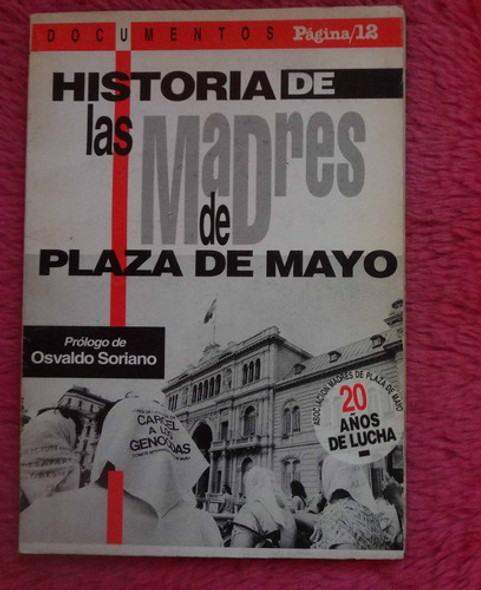 DOCUMENTOS Página/12
HISTORIA DE
las MaDres
de
PLAZA DE MAYO
Prólogo de
Osvaldo Soriano
ASOCIACION MADRES DE PLAZA DE MAYO
20
AÑOS
DE LUCHA
CARCEL
A LOS
GENOCIDAS